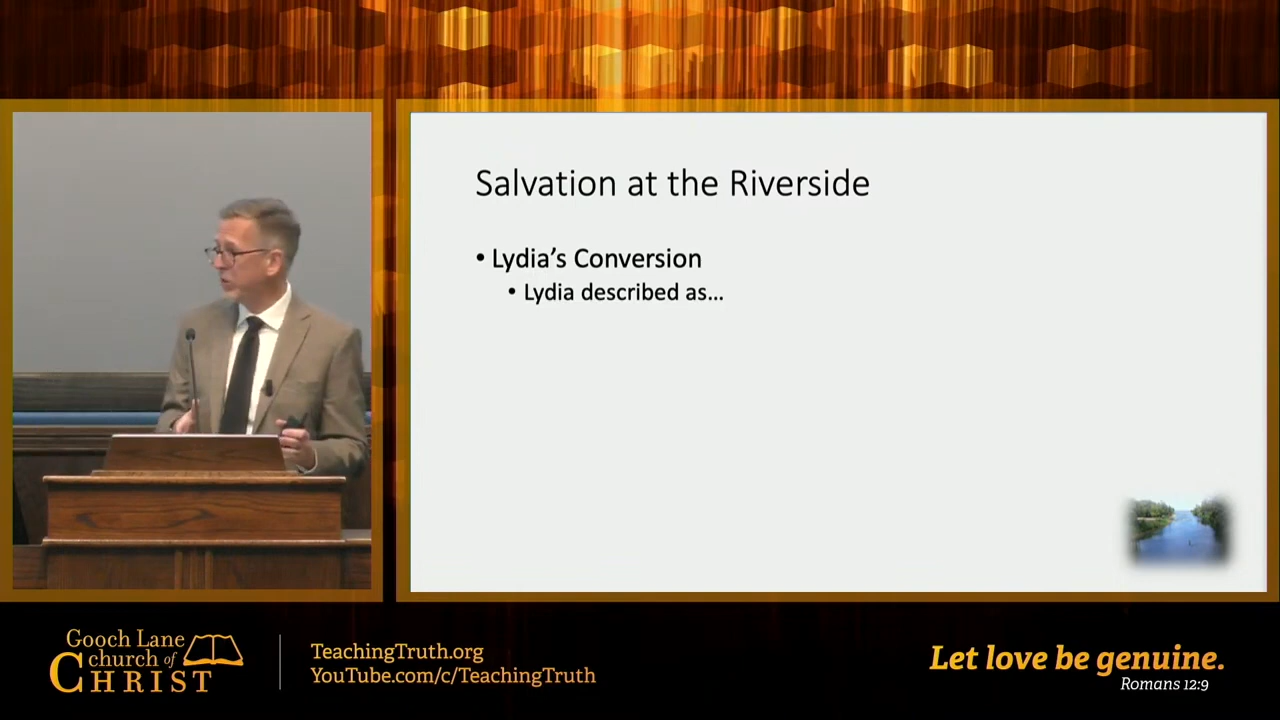 Salvation at the Riverside
• Lydia's Conversion
• Lydia described as...
Gooch Lane
church of
CHRIST
TeachingTruth.org
YouTube.com/c/TeachingTruth
Let love be genuine.
Romans 12:9